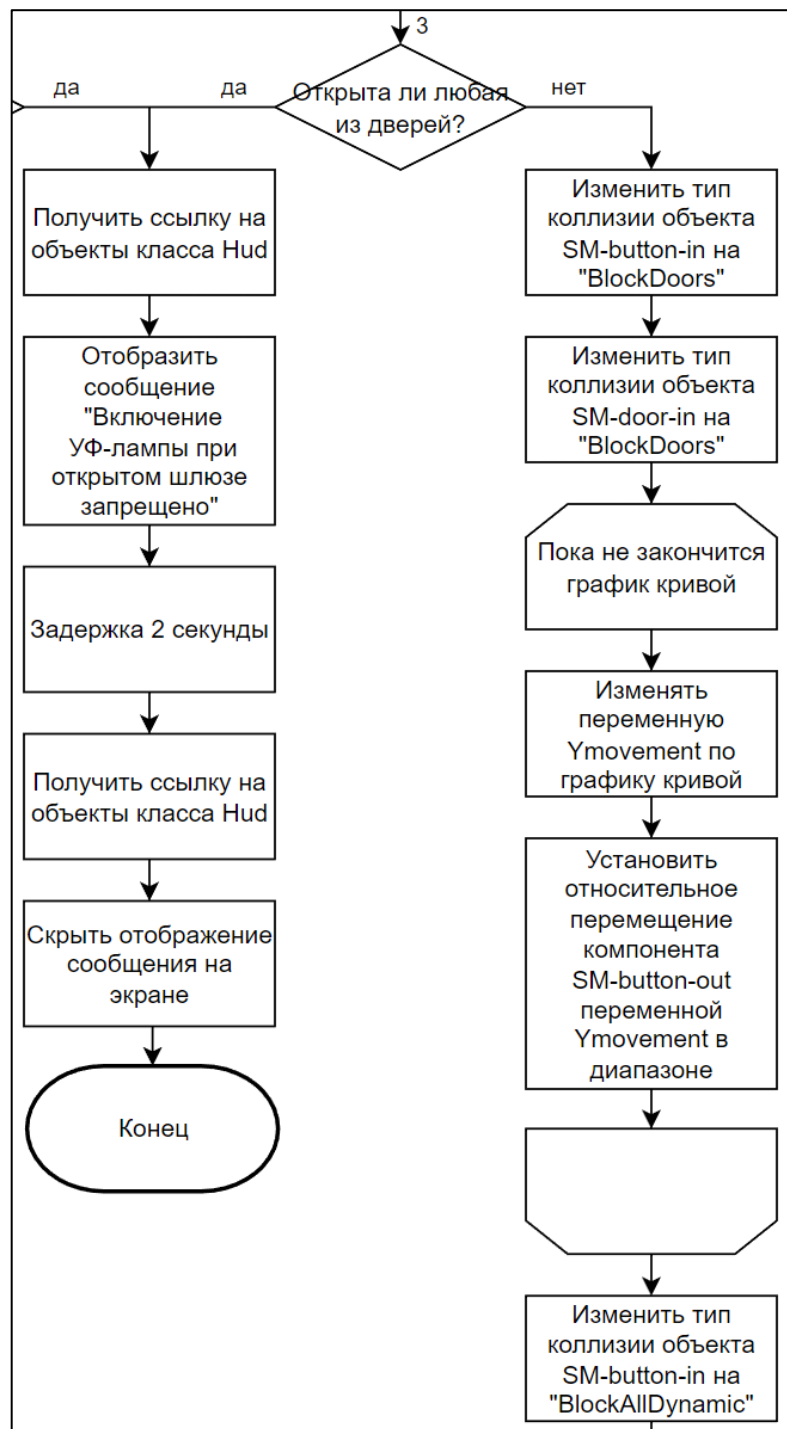 3
да
да
Открыта ли любая
из дверей?
нет
Получить ссылку на
объекты класса Hud
Отобразить
сообщение
"Включение
УФ-лампы при
открытом шлюзе
запрещено"
Задержка 2 секунды
Получить ссылку на
объекты класса Hud
Скрыть отображение
сообщения на
экране
Конец
Изменить тип
коллизии объекта
SM-button-in на
"BlockDoors"
Изменить тип
коллизии объекта
SM-door-in на
"BlockDoors"
Пока не закончится
график кривой
Изменять
переменную
Ymovement по
графику кривой
Установить
относительное
перемещение
компонента
SM-button-out
переменной
Ymovement в
диапазоне
Изменить тип
коллизии объекта
SM-button-in на
"BlockAllDynamic"